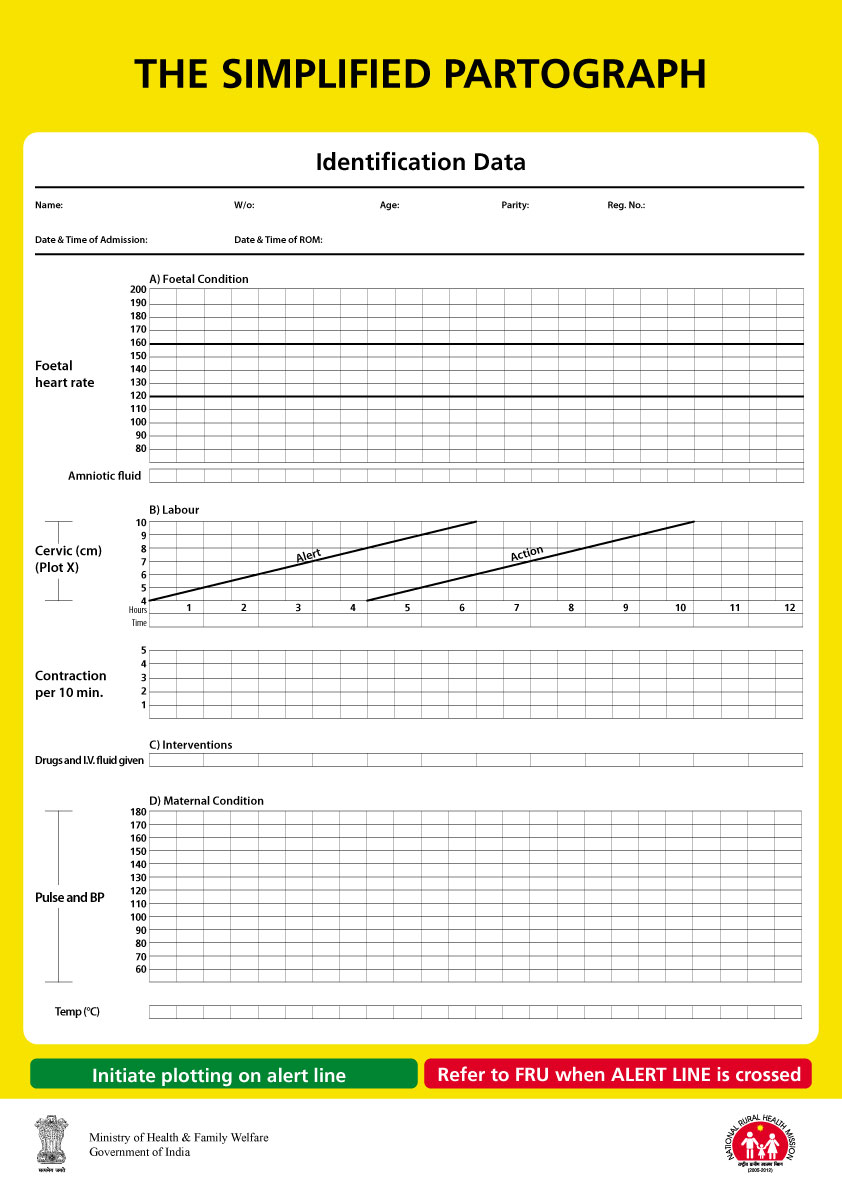 THE SIMPLIFIED PARTOGRAPH
Identification Data
Name: W/o: Age: Parity: Reg. No.:
Date & Time of Admission: Date & Time of ROM:
A) Foetal Condition
200
190
180
170
160
150
140
130
120
110
100
90
80
Foetal
heart rate
Amniotic fluid
B) Labour
10
9
8
7
6
5
4
Cervic (cm)
(Plot X)
Alert
Action
Hours 1 2 3 4 5 6 7 8 9 10 11 12
Time
5
4
3
2
1
Contraction
per 10 min.
C) Interventions
Drugs and I.V. fluid given
D) Maternal Condition
180
170
160
150
140
130
120
110
100
90
80
70
60
Pulse and BP
Temp (°C)
Initiate plotting on alert line
Refer to FRU when ALERT LINE is crossed
सत्यमेव जयते
Ministry of Health & Family Welfare
Government of India
NATIONAL RURAL HEALTH MISSION
राष्ट्रीय ग्रामीण स्वास्थ्य मिशन
(2005-2012)